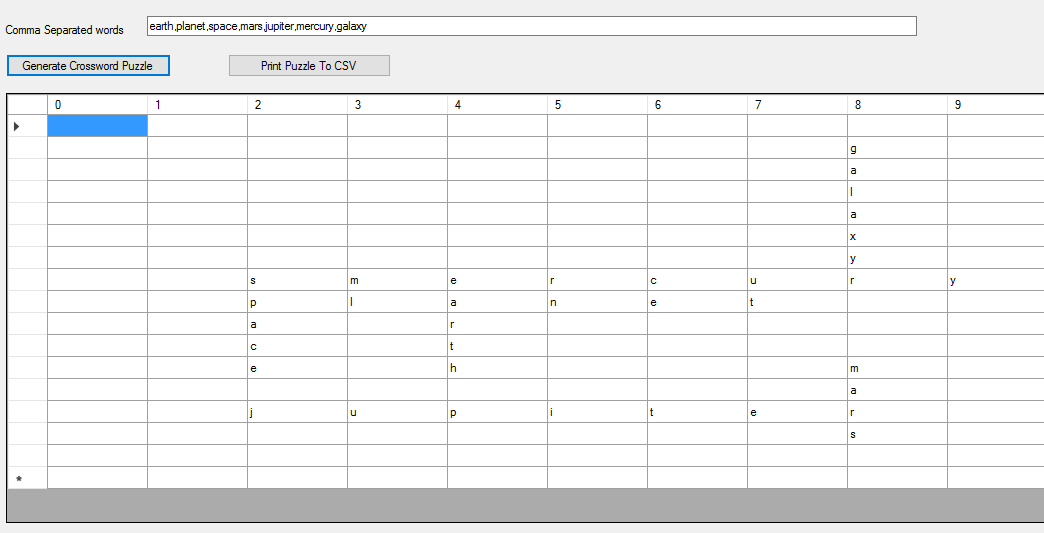 Comma Separated words earth,planet,space,mars,jupiter,mercury,galaxy
Generate Crossword Puzzle Print Puzzle To CSV
0 1 2 3 4 5 6 7 8 9
g
a
l
a
x
y
s m e r c u r y
p l a n e t
a r
c t
e h m
a
j u p i t e r
s
*